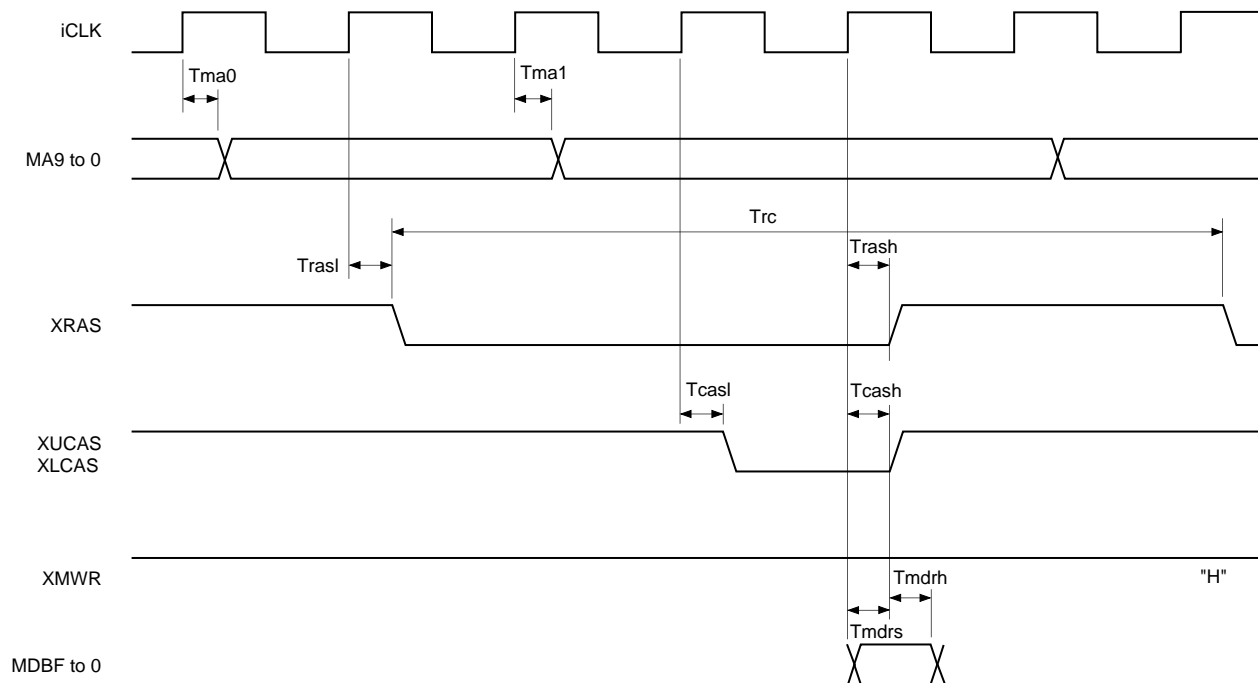 iCLK
Tma0
Tma1
MA9 to 0
Trc
Trasl
Trash
XRAS
Tcasl
Tcash
XUCAS
XLCAS
XMWR
Tmdrh
"H"
Tmdrs
MDBF to 0